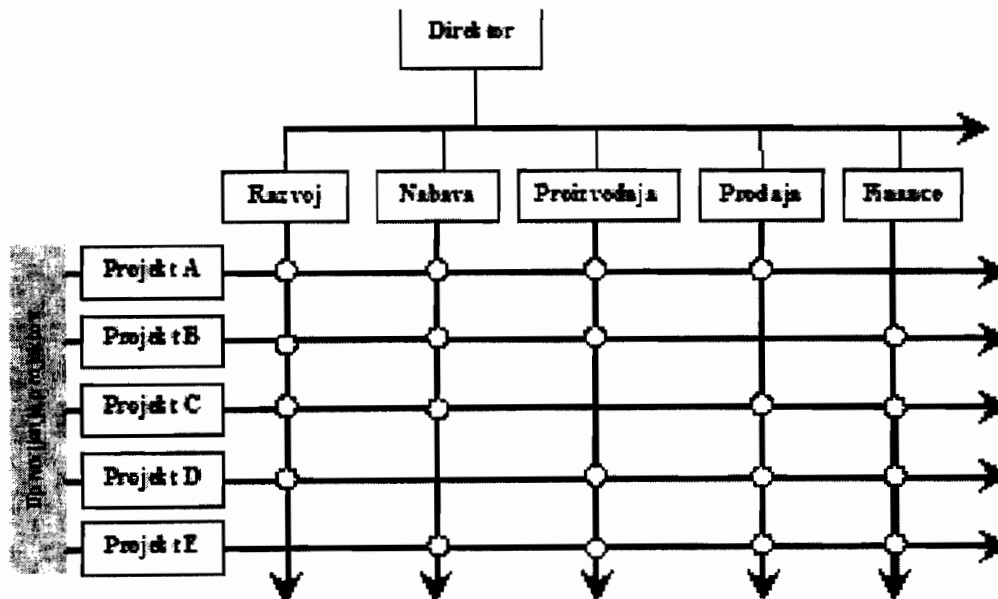 Direktor
Razvoj Nabava Proizvodnja Prodaja Finance
Projekt A
Projekt B
Projekt C
Projekt D
Projekt E